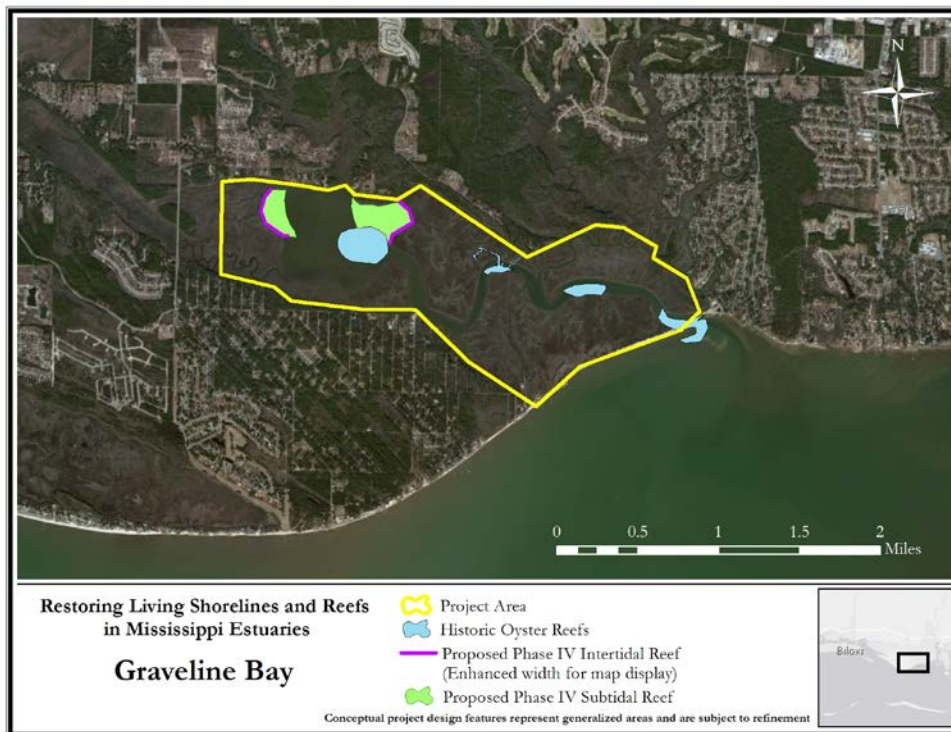 N
0 0.5 1 1.5 2
Miles
Restoring Living Shorelines and Reefs
in Mississippi Estuaries
Graveline Bay
Project Area
Historic Oyster Reefs
Proposed Phase IV Intertidal Reef
(Enhanced width for map display)
Proposed Phase IV Subtidal Reef
Conceptual project design features represent generalized areas and are subject to refinement
Biloxi